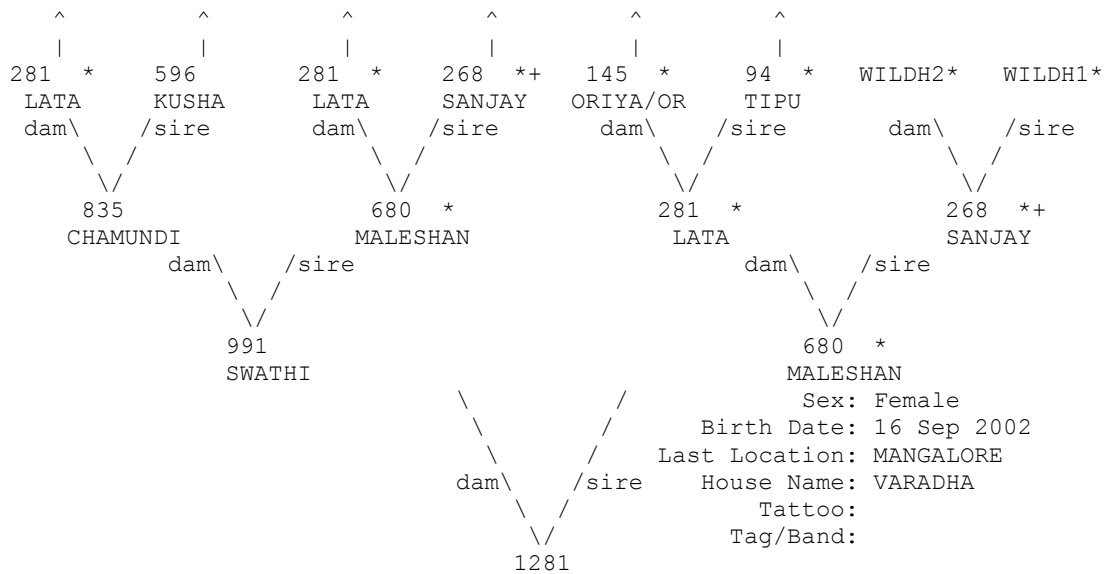 ^ ^ ^ ^ ^ ^
| | | | | |
281 * 596 281 * 268 *+ 145 * 94 * WILDH2* WILDH1*
LATA KUSHA LATA SANJAY ORIYA/OR TIPU
dam\ /sire dam\ /sire dam\ /sire dam\ /sire
\ / \ / \ / \ /
\/ \/ \/ \/
835 680 * 281 * 268 *+
CHAMUNDI MALESHAN LATA SANJAY
dam\ /sire dam\ /sire
\ / \ /
\/ \/
991 680 *
SWATHI MALESHAN
\ / Sex: Female
\ / Birth Date: 16 Sep 2002
\ / Last Location: MANGALORE
dam\ /sire House Name: VARADHA
\ / Tattoo:
\/ Tag/Band:
1281